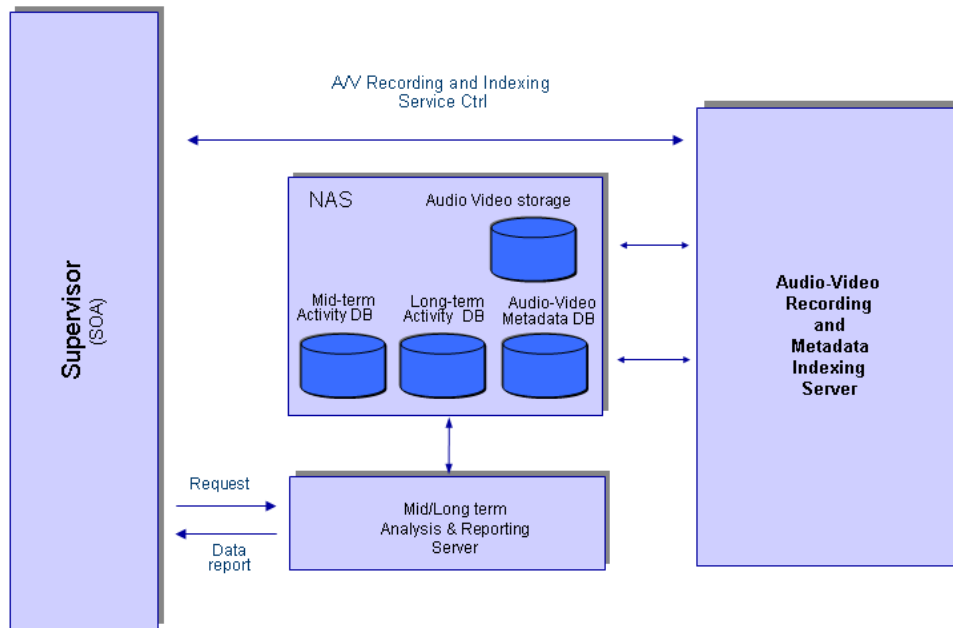 A/V Recording and Indexing
Service Ctrl
Supervisor
(SOA)
NAS
Audio Video storage
Mid-term
Activity DB
Long-term
Activity DB
Audio-Video
Metadata DB
Audio-Video
Recording
and
Metadata
Indexing
Server
Request
Data
report
Mid/Long term
Analysis & Reporting
Server